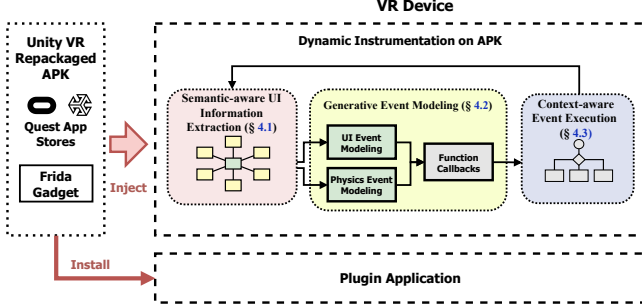 VR Device
Unity VR
Repackaged
APK
Quest App
Stores
Frida
Gadget
Inject
Install
Dynamic Instrumentation on APK
Semantic-aware UI
Information
Extraction (§ 4.1)
Generative Event Modeling (§ 4.2)
UI Event
Modeling
Physics Event
Modeling
Function
Callbacks
Context-aware
Event Execution
(§ 4.3)
Plugin Application